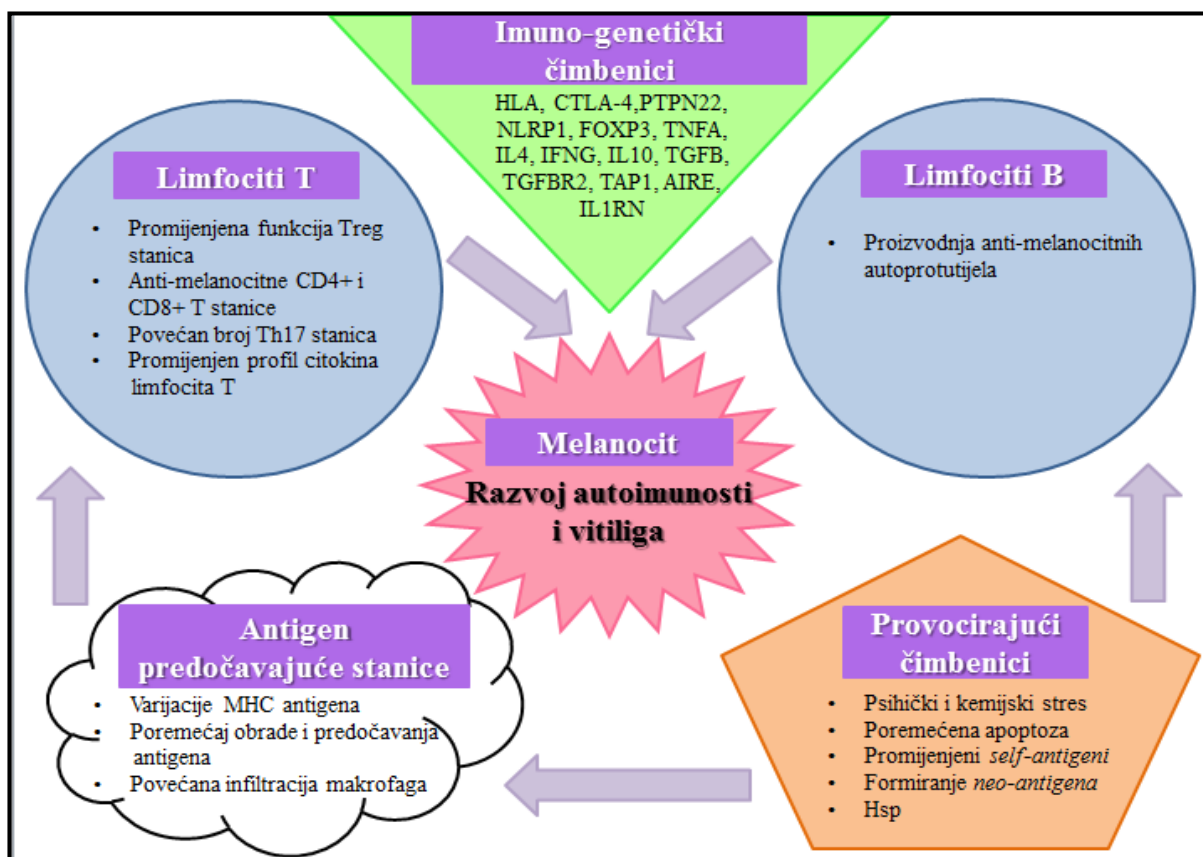 Imuno-genetički
čimbenici
HLA, CTLA-4,PTPN22,
NLRP1, FOXP3, TNFA,
IL4, IFNG, IL10, TGFB,
TGFBR2, TAP1, AIRE,
IL1RN
Limfociti T
• Promijenjena funkcija Treg
stanica
• Anti-melanocitne CD4+ i
CD8+ T stanice
• Povećan broj Th17 stanica
• Promijenjen profil citokina
limfocita T
Limfociti B
• Proizvodnja anti-melanocitnih
autoprotutijela
Melanocit
Razvoj autoimunosti
i vitiliga
Antigen
predočavajuće stanice
• Varijacije MHC antigena
• Poremećaj obrade i predočavanja
antigena
• Povećana infiltracija makrofaga
Provocirajući
čimbenici
• Psihički i kemijski stres
• Poremećena apoptoza
• Promijenjeni self-antigeni
• Formiranje neo-antigena
• Hsp